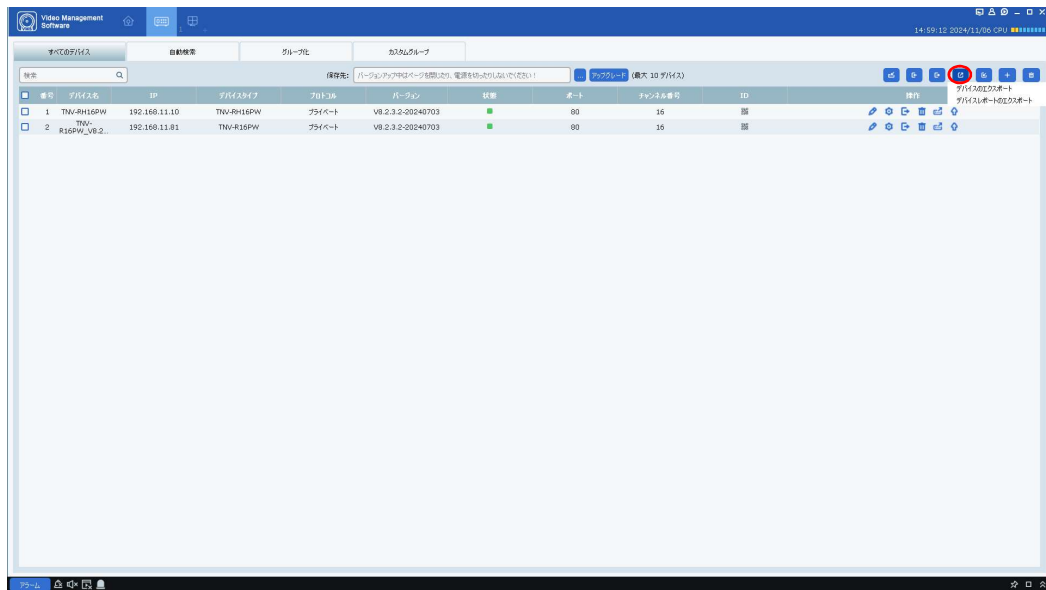 Video Management
Software
14:59:12 2024/11/06 CPU
すべてのデバイス 自動検索 グループ化 カスタムグループ
検索 保存先: バージョンアップ中はページを閉じたり、電源を切ったりしないでください! ... アップグレード (最大 10 デバイス)
デバイスのエクスポート
デバイスレポートのエクスポート
番号 デバイス名 IP デバイスタイプ プロトコル バージョン 状態 ポート チャンネル番号 ID 操作
1 TNV-RH16PW 192.168.11.10 TNV-RH16PW プライベート V8.2.3.2-20240703 80 16
2 TNV-R16PW_V8.2... 192.168.11.81 TNV-R16PW プライベート V8.2.3.2-20240703 80 16
アラーム